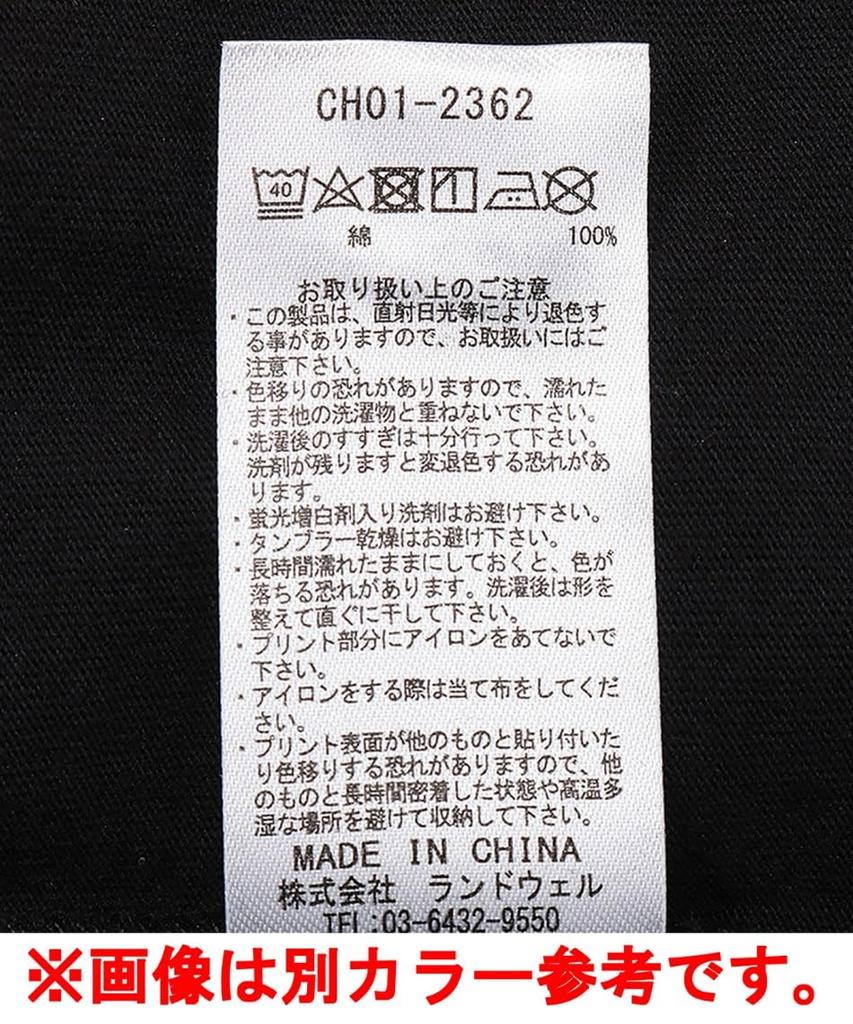 CH01-2362
40
綿 100%
お取り扱い上のご注意
・この製品は、直射日光等により退色す
る事がありますので、お取扱いにはご
注意下さい。
・色移りの恐れがありますので、濡れた
まま他の洗濯物と重ねないで下さい。
・洗濯後のすすぎは十分行って下さい。
洗剤が残りますと変退色する恐れがあ
ります。
・蛍光増白剤入り洗剤はお避け下さい。
・タンブラー乾燥はお避け下さい。
・長時間濡れたままにしておくと、色が
落ちる恐れがあります。洗濯後は形を
整えて直ぐに干して下さい。
・プリント部分にアイロンをあてないで
下さい。
・アイロンをする際は当て布をしてくだ
さい。
・プリント表面が他のものと貼り付いた
り色移りする恐れがありますので、他
のものと長時間密着した状態や高温多
湿な場所を避けて収納して下さい。
MADE IN CHINA
株式会社 ランドウェル
TEL:03-6432-9550
※画像は別カラー参考です。